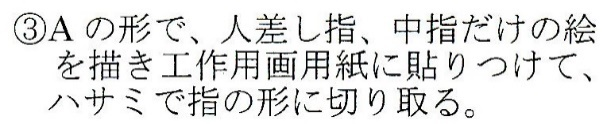 ③Aの形で、人差し指、中指だけの絵
を描き工作用画用紙に貼りつけて、
ハサミで指の形に切り取る。